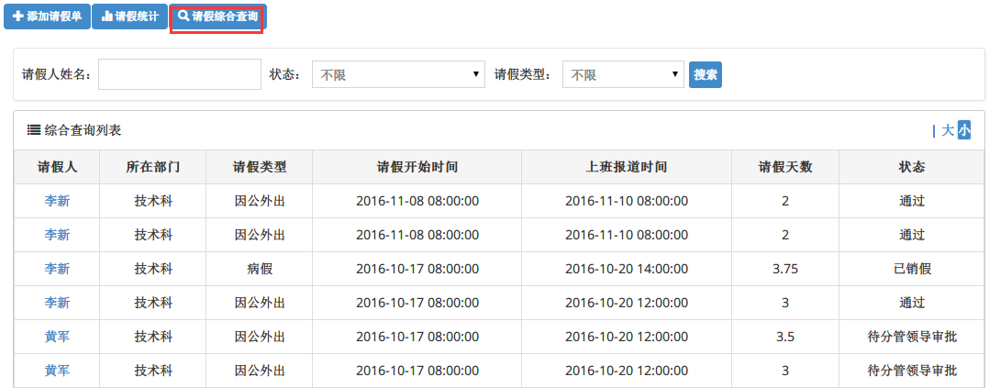 添加请假单 请假统计 请假综合查询
请假人姓名： 状态： 不限 请假类型： 不限 搜索
综合查询列表 | 大 小
请假人 所在部门 请假类型 请假开始时间 上班报道时间 请假天数 状态
李新 技术科 因公外出 2016-11-08 08:00:00 2016-11-10 08:00:00 2 通过
李新 技术科 因公外出 2016-11-08 08:00:00 2016-11-10 08:00:00 2 通过
李新 技术科 病假 2016-10-17 08:00:00 2016-10-20 14:00:00 3.75 已销假
李新 技术科 因公外出 2016-10-17 08:00:00 2016-10-20 12:00:00 3 通过
黄军 技术科 因公外出 2016-10-17 08:00:00 2016-10-20 12:00:00 3.5 待分管领导审批
黄军 技术科 因公外出 2016-10-17 08:00:00 2016-10-20 12:00:00 3 待分管领导审批